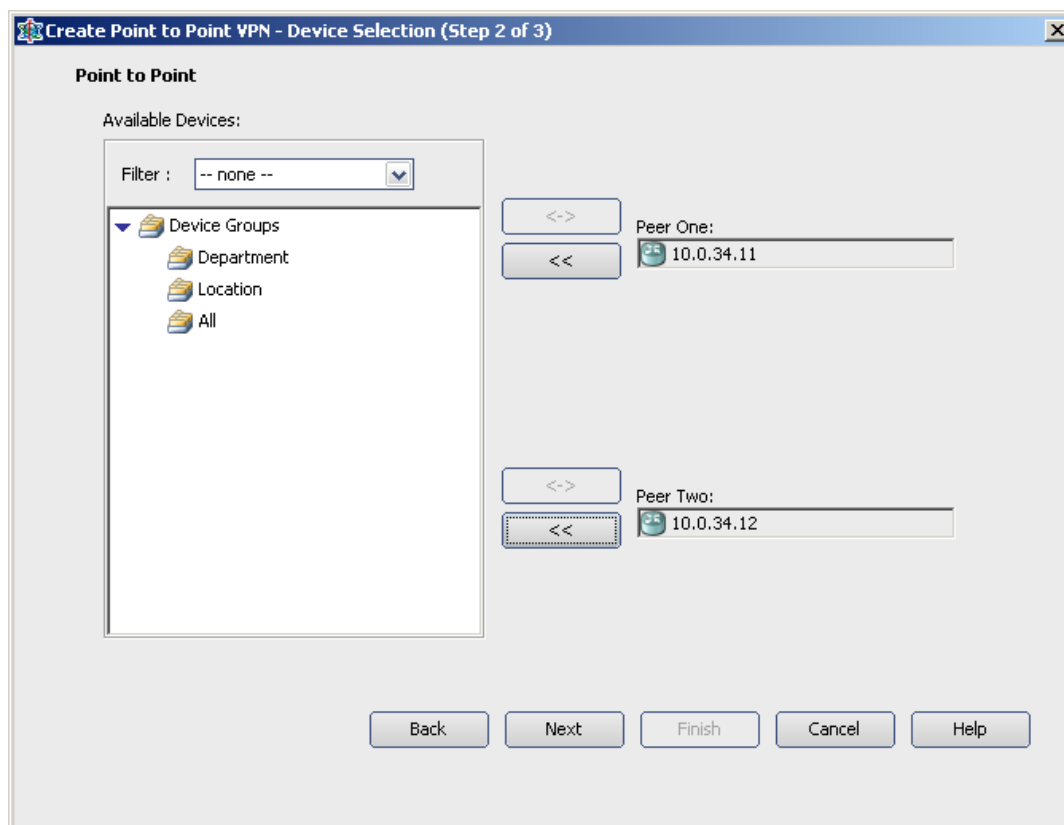 Create Point to Point VPN - Device Selection (Step 2 of 3)
Point to Point
Available Devices:
Filter : -- none --
Device Groups
Department
Location
All
<->
<<
Peer One:
10.0.34.11
<->
<<
Peer Two:
10.0.34.12
Back Next Finish Cancel Help